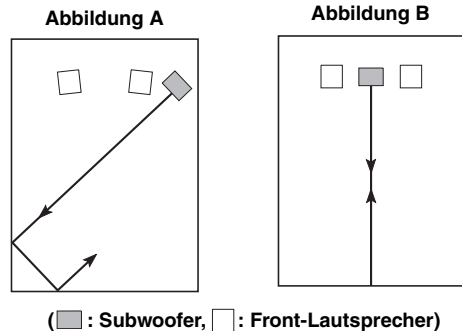 Abbildung A
Abbildung B
( : Subwoofer, : Front-Lautsprecher)